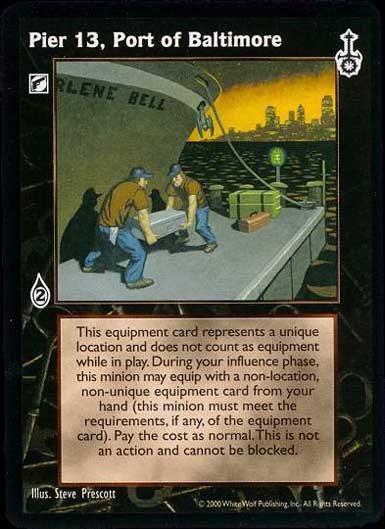 Pier 13, Port of Baltimore
RLENE BELL
2
This equipment card represents a unique
location and does not count as equipment
while in play. During your influence phase,
this minion may equip with a non-location,
non-unique equipment card from your
hand (this minion must meet the
requirements, if any, of the equipment
card). Pay the cost as normal. This is not
an action and cannot be blocked.
Illus. Steve Prescott
© 2000 White Wolf Publishing, Inc. All Rights Reserved.